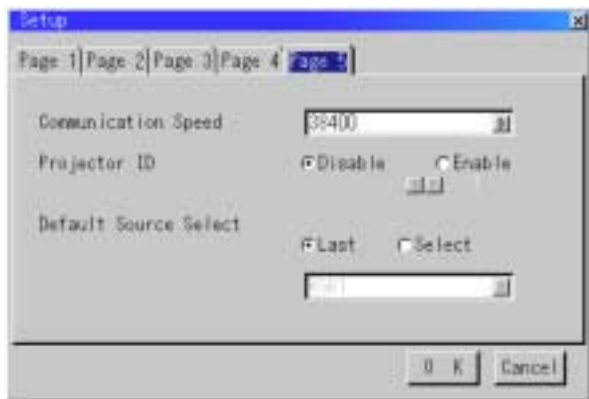 Setup
Page 1 Page 2 Page 3 Page 4 Page 5
Communication Speed 38400
Projector ID Disable Enable
Default Source Select
Last Select
O K Cancel